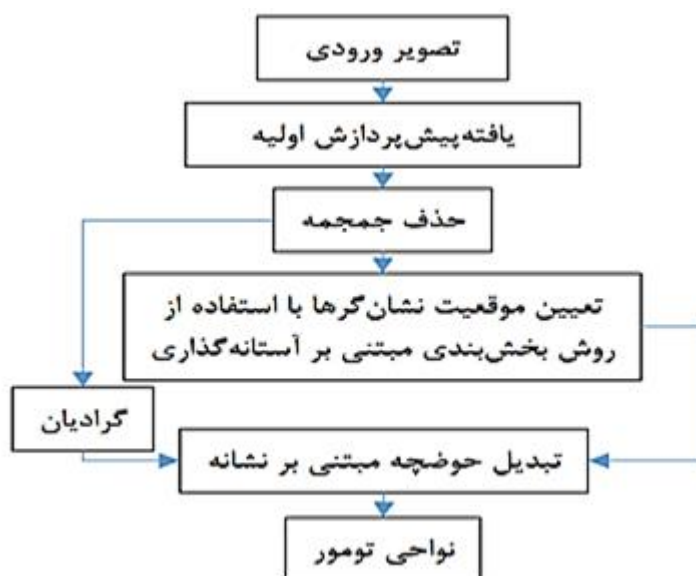 تصویر ورودی
یافته‌پیش‌پردازش اولیه
حذف جمجمه
تعیین موقعیت نشان‌گرها با استفاده از
روش بخش‌بندی مبتنی بر آستانه‌گذاری
گرادیان
تبدیل حوضچه مبتنی بر نشانه
نواحی تومور